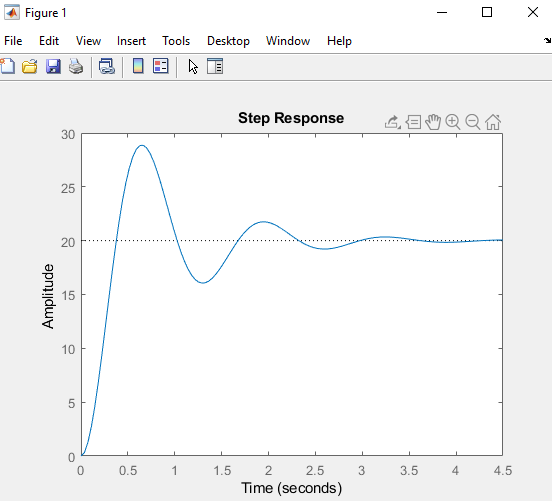 Figure 1
File Edit View Insert Tools Desktop Window Help
Step Response
30
25
20
15
10
5
0
Amplitude
0 0.5 1 1.5 2 2.5 3 3.5 4 4.5
Time (seconds)